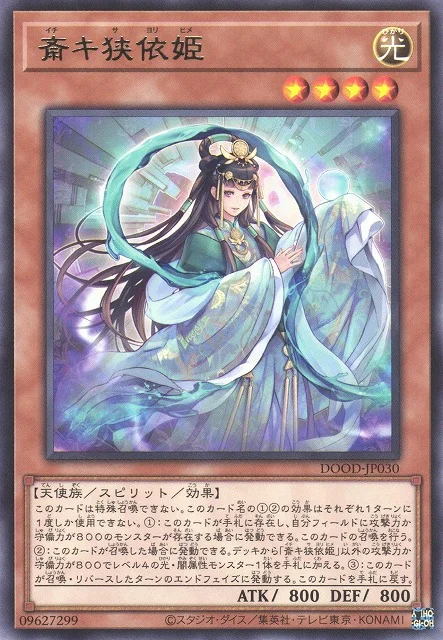 イチ サ ヨリ ヒメ
斎キ狭依姫
ひかり
光
DOOD-JP030
【天使族／スピリット／効果】
このカードは特殊召喚できない。このカード名の①②の効果はそれぞれ1ターンに
1度しか使用できない。①：このカードが手札に存在し、自分フィールドに攻撃力か
守備力が800のモンスターが存在する場合に発動できる。このカードの召喚を行う。
②：このカードが召喚した場合に発動できる。デッキから「斎キ狭依姫」以外の攻撃力か
守備力が800でレベル4の光・闇属性モンスター1体を手札に加える。③：このカード
が召喚・リバースしたターンのエンドフェイズに発動する。このカードを手札に戻す。
ATK／ 800 DEF／ 800
09627299
©スタジオ・ダイス／集英社・テレビ東京・KONAMI